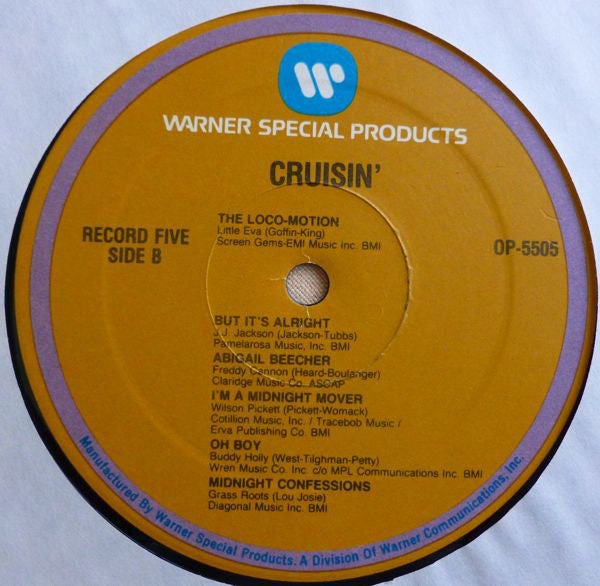 WARNER SPECIAL PRODUCTS
CRUISIN'
RECORD FIVE
SIDE B
OP-5505
THE LOCO-MOTION
Little Eva (Goffin-King)
Screen Gems-EMI Music Inc. BMI
BUT IT'S ALRIGHT
J.J. Jackson (Jackson-Tubbs)
Pamelarosa Music, Inc. BMI
ABIGAIL BEECHER
Freddy Cannon (Heard-Boulanger)
Claridge Music Co. ASCAP
I'M A MIDNIGHT MOVER
Wilson Pickett (Pickett-Womack)
Cotillion Music, Inc. / Tracebob Music /
Erva Publishing Co. BMI
OH BOY
Buddy Holly (West-Tilghman-Petty)
Wren Music Co. Inc. c/o MPL Communications Inc. BMI
MIDNIGHT CONFESSIONS
Grass Roots (Lou Josie)
Diagonal Music Inc. BMI
Manufactured By Warner Special Products, A Division Of Warner Communications, Inc.